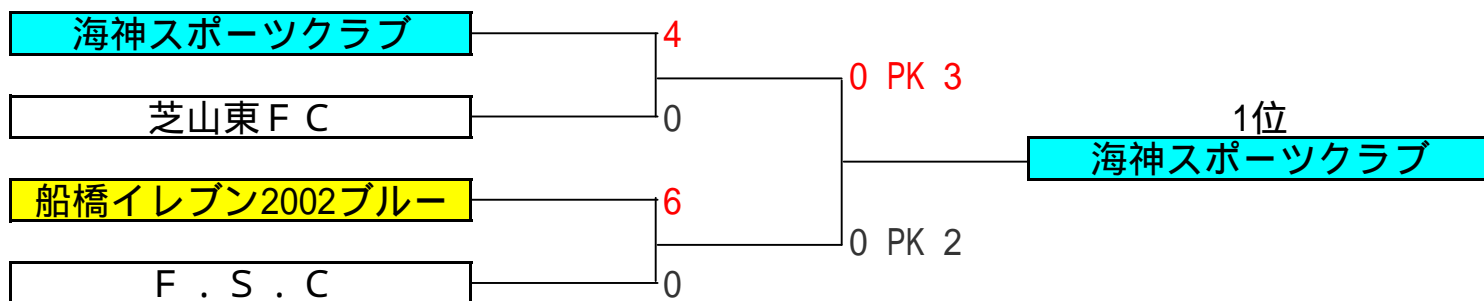 海神スポーツクラブ
4
0 PK 3
芝山東ＦＣ
0
1位
海神スポーツクラブ
船橋イレブン2002ブルー
6
0 PK 2
Ｆ．Ｓ．Ｃ
0